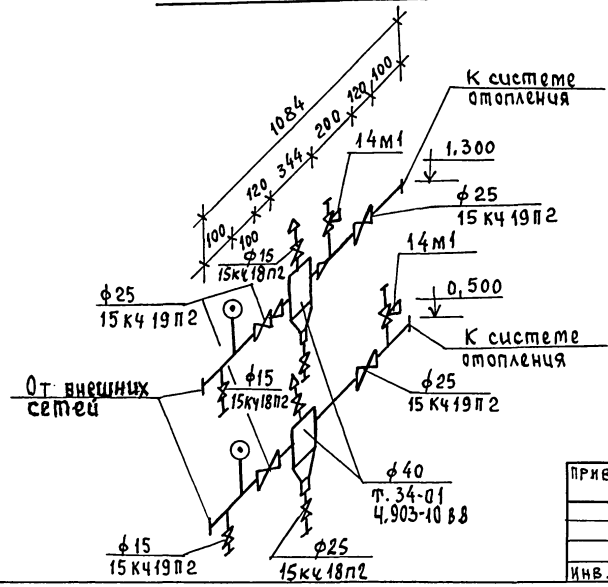 1084
100
100
120
344
200
120
100
К системе
отопления
14м1
1.300
ф25
15кч19п2
14м1
0,500
К системе
отопления
ф15
15кч18п2
ф25
15кч19п2
ф25
15кч19п2
От внешних
сетей
ф15
15кч18п2
ф40
т. 34-01
4.903-10 в.8
ф15
15кч19п2
ф25
15кч18п2
ПРИВ
ИНВ.